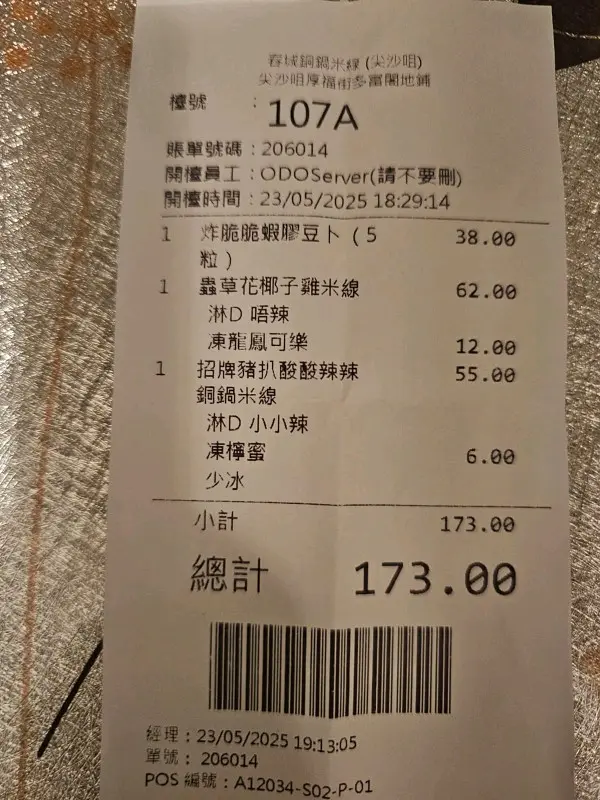 容城銅鍋米線 (尖沙咀)
尖沙咀厚福街多富閣地鋪
檯號 : 107A
賬單號碼 : 206014
開檯員工 : ODOServer(請不要刪)
開檯時間 : 23/05/2025 18:29:14
1 炸脆脆蝦膠豆卜 ( 5 38.00
粒 )
1 蟲草花椰子雞米線 62.00
淋D 唔辣
凍龍鳳可樂 12.00
1 招牌豬扒酸酸辣辣 55.00
銅鍋米線
淋D 小小辣
凍檸蜜 6.00
少冰
小計 173.00
總計 173.00
經理 : 23/05/2025 19:13:05
單號 : 206014
POS 編號 : A12034-S02-P-01